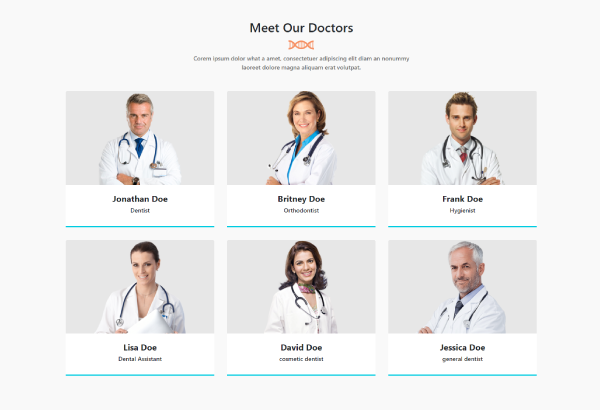 Meet Our Doctors
Corem ipsum dolor what a amet, consectetuer adipiscing elit diam an nonummy
laoreet dolore magna aliquam erat volutpat.
Jonathan Doe
Britney Doe
Frank Doe
Dentist
Orthodontist
Hygienist
Lisa Doe
David Doe
Jessica Doe
Dental Assistant
cosmetic dentist
general dentist